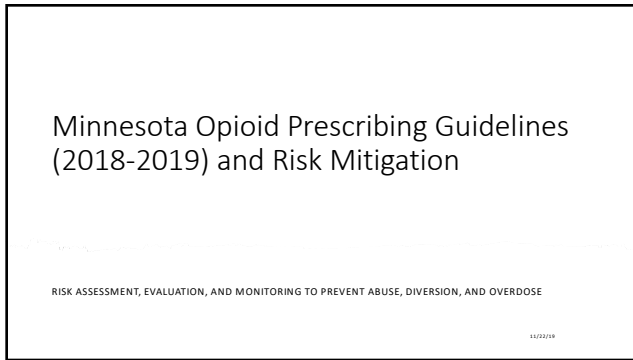 Minnesota Opioid Prescribing Guidelines
(2018-2019) and Risk Mitigation
RISK ASSESSMENT, EVALUATION, AND MONITORING TO PREVENT ABUSE, DIVERSION, AND OVERDOSE
11/22/19